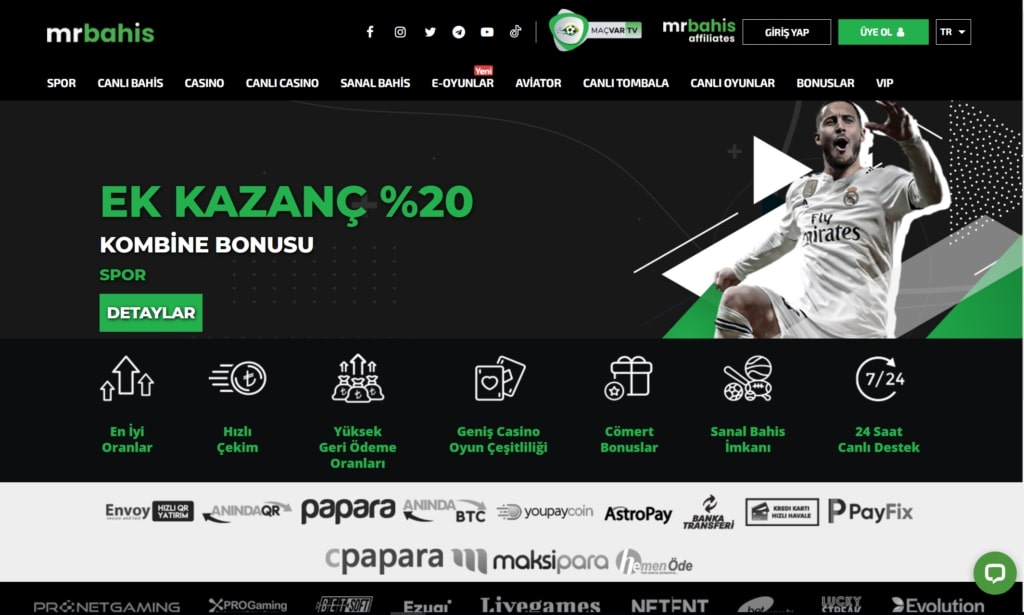 mrbahis
MAÇVAR TV
mrbahis
affiliates
GİRİŞ YAP
ÜYE OL
TR
SPOR
CANLI BAHİS
CASINO
CANLI CASINO
SANAL BAHİS
Yeni
E-OYUNLAR
AVİATOR
CANLI TOMBALA
CANLI OYUNLAR
BONUSLAR
VIP
EK KAZANÇ %20
KOMBİNE BONUSU
SPOR
DETAYLAR
Fly
Emirates
7/24
En İyi
Oranlar
Hızlı
Çekim
Yüksek
Geri Ödeme
Oranları
Geniş Casino
Oyun Çeşitliliği
Cömert
Bonuslar
Sanal Bahis
İmkanı
24 Saat
Canlı Destek
Envoy
HIZLI QR
YATIRIM
ANINDA QR
papara
ANINDA
BTC
youpaycoin
AstroPay
BANKA
TRANSFERİ
KREDI KARTI
HIZLI HAVALE
PayFix
cpapara
maksipara
hemenÖde
PRONETGAMING
XPROGaming
BETSOFT
Ezugi
Livegames
NETENT
LUCKY
STREAK
Evolution